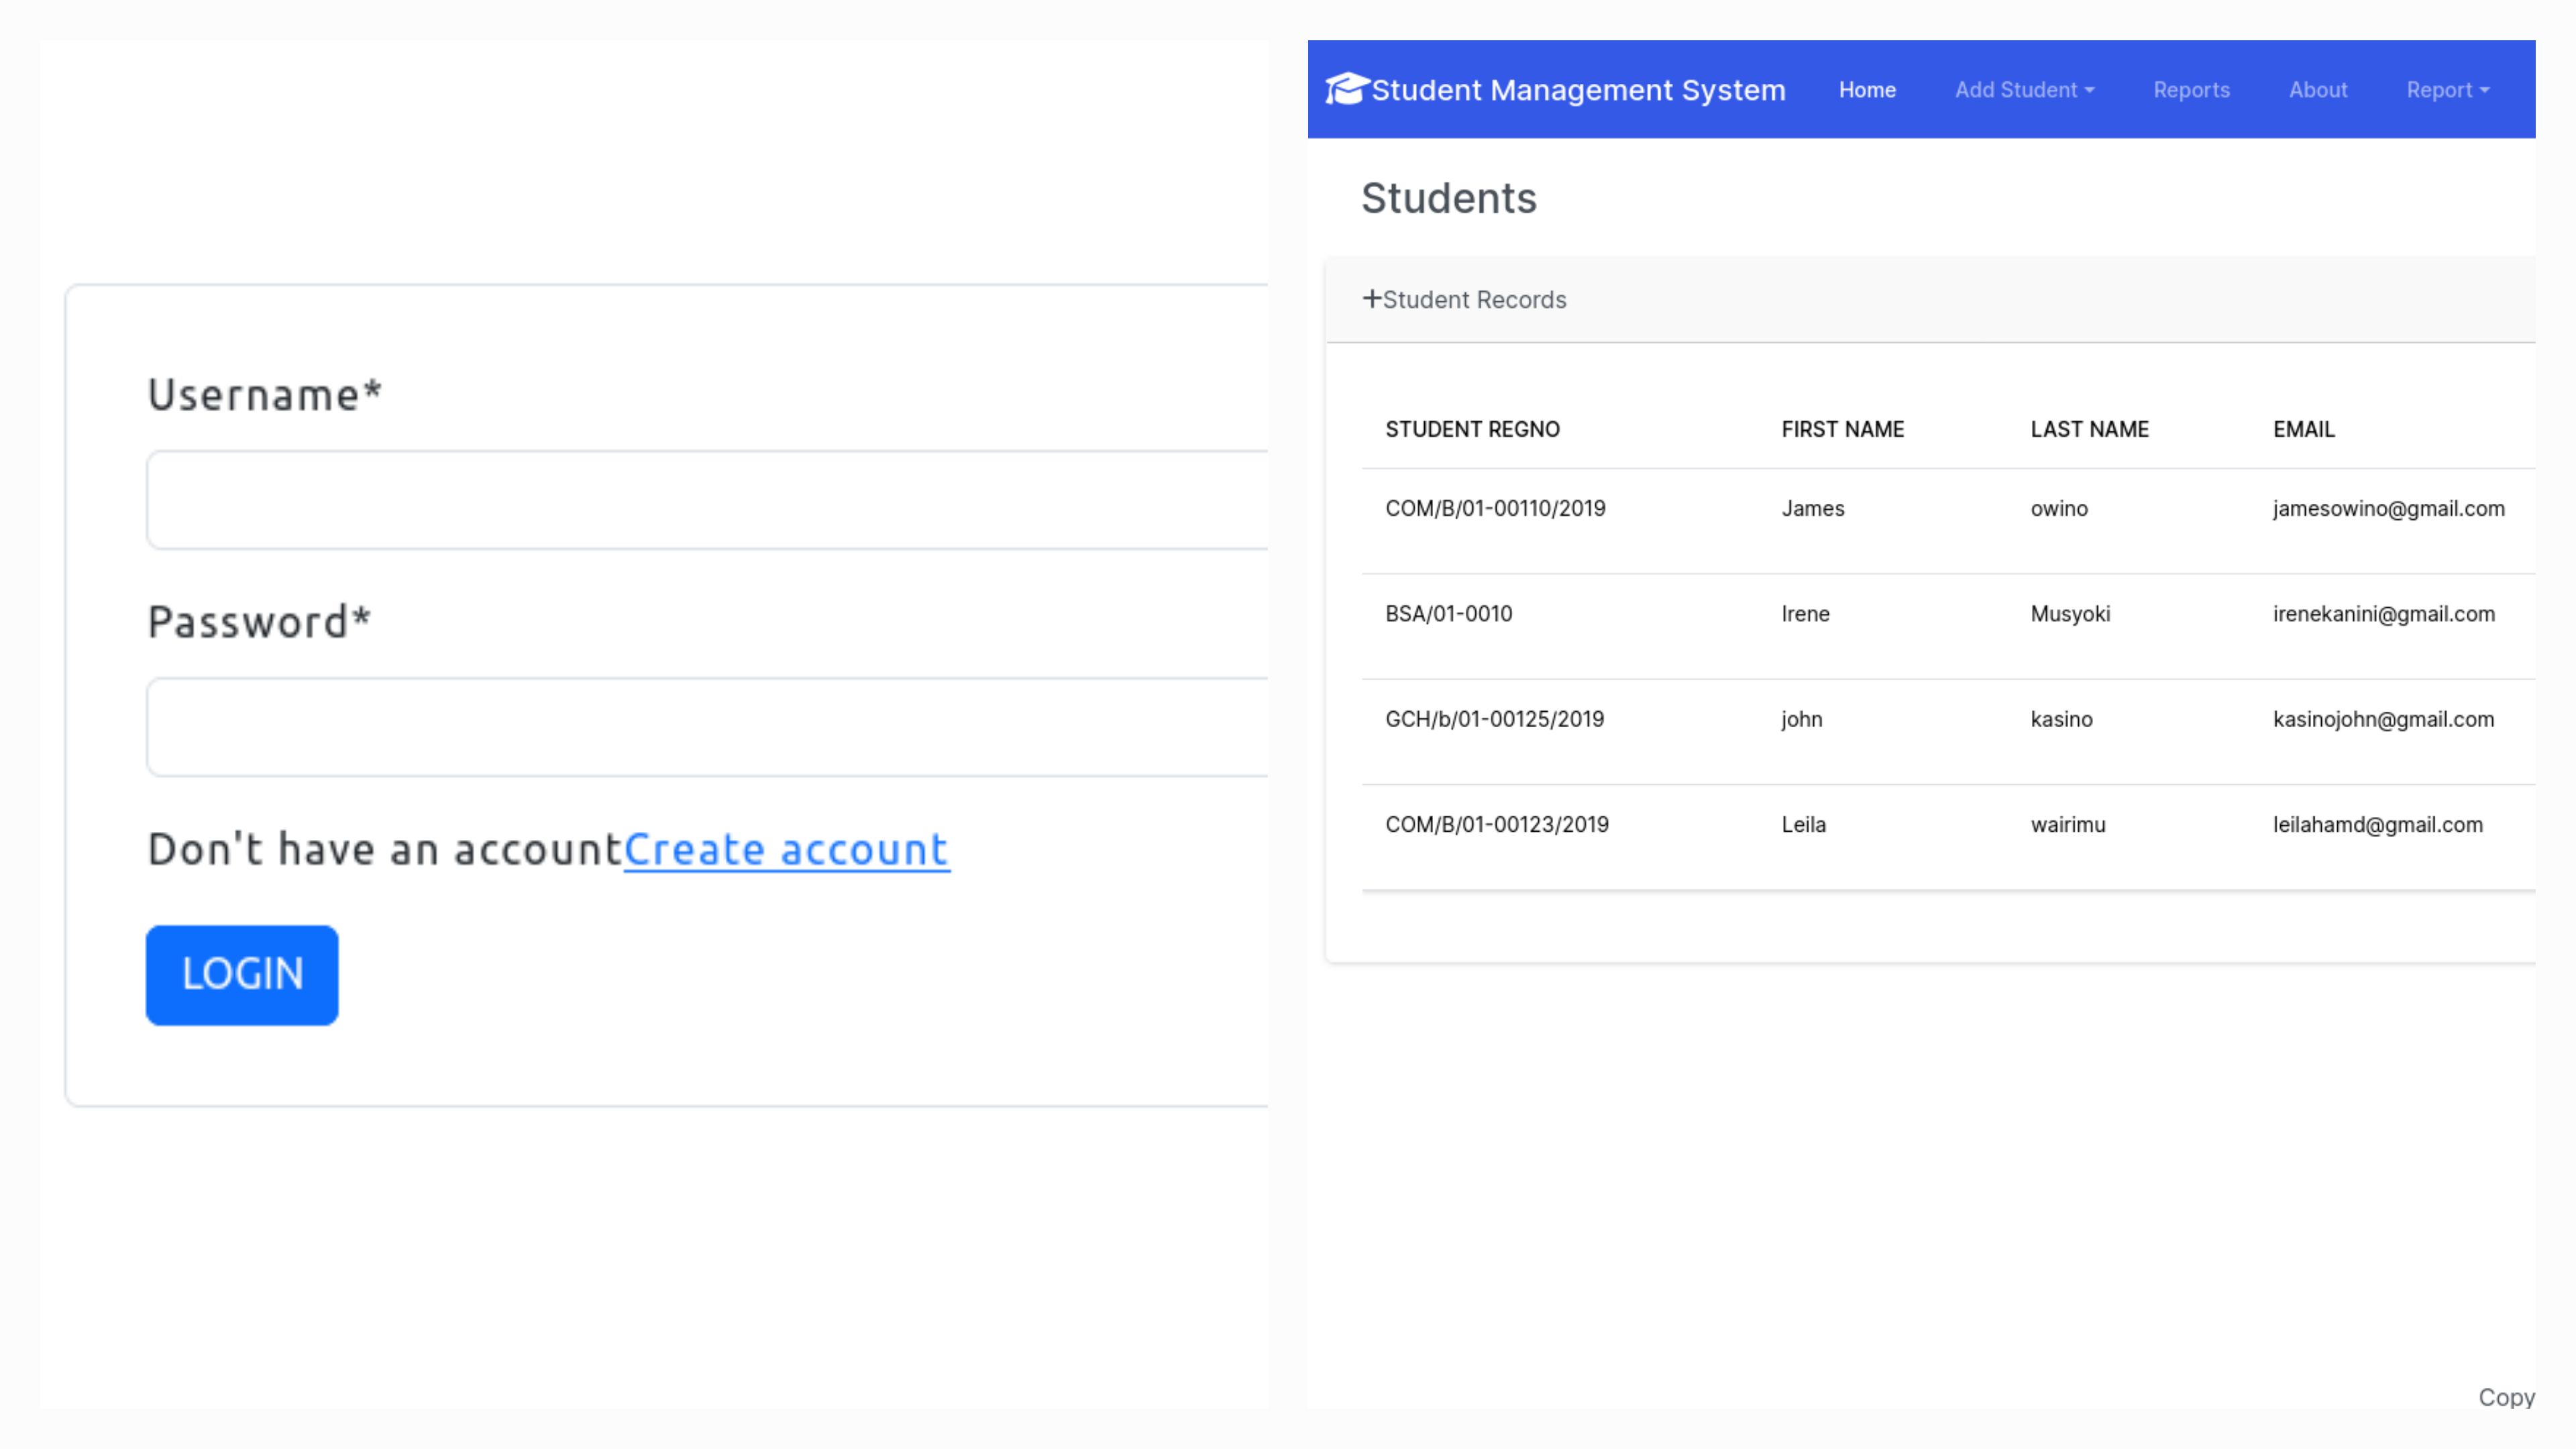 Username*
Password*
Don't have an accountCreate account
LOGIN
Student Management System Home Add Student Reports About Report
Students
+Student Records
STUDENT REGNO FIRST NAME LAST NAME EMAIL
COM/B/01-00110/2019 James owino jamesowino@gmail.com
BSA/01-0010 Irene Musyoki irenekanini@gmail.com
GCH/b/01-00125/2019 john kasino kasinojohn@gmail.com
COM/B/01-00123/2019 Leila wairimu leilahamd@gmail.com
Copy